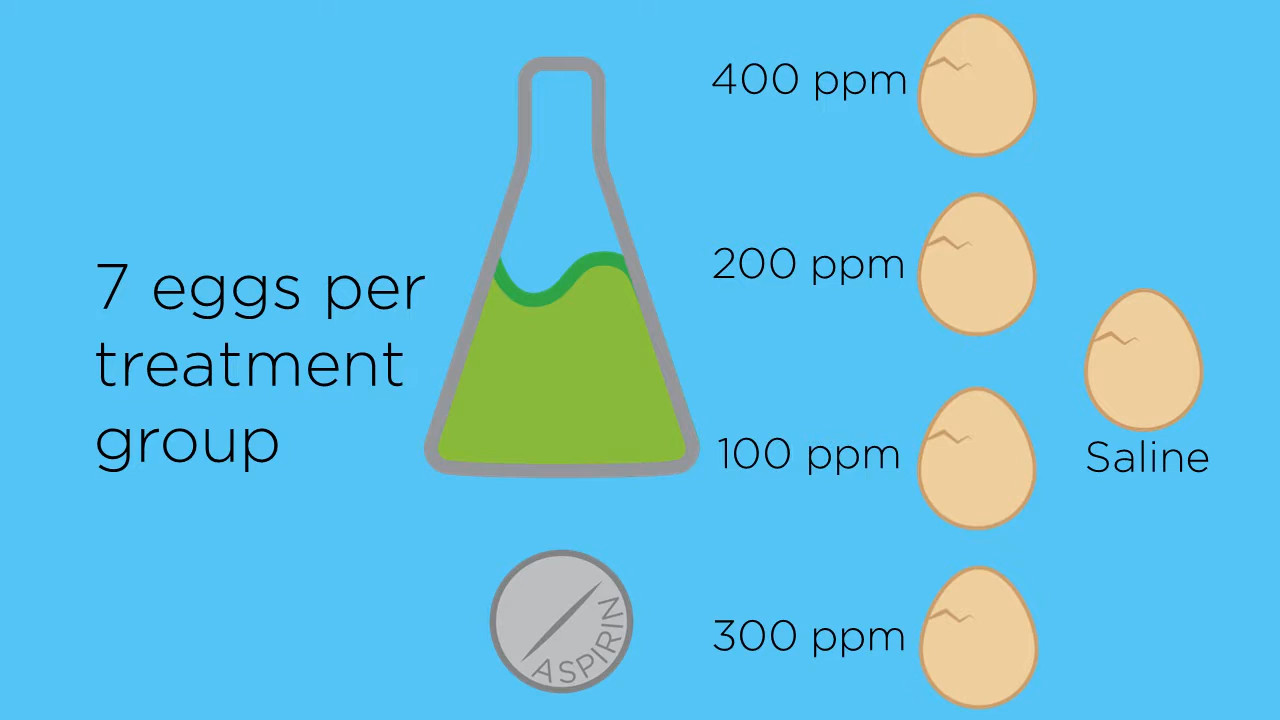 7 eggs per
treatment
group
400 ppm
200 ppm
100 ppm
300 ppm
Saline
ASPIRIN